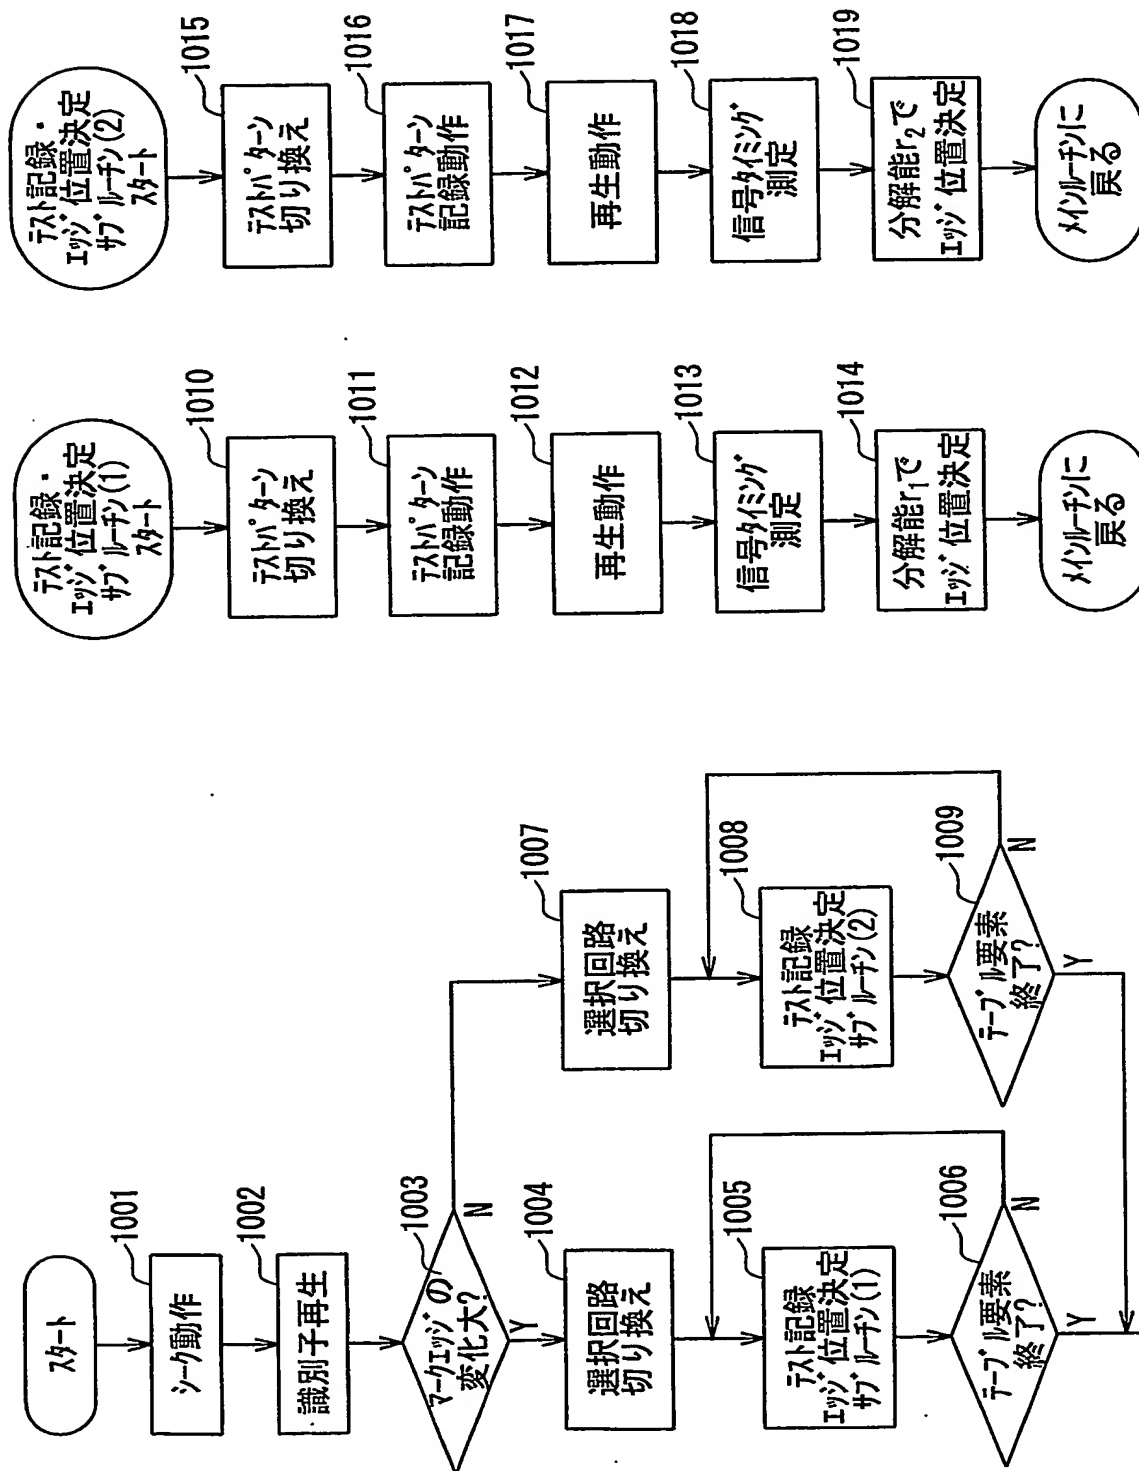 スタート
1001
シーク動作
1002
識別子再生
1003
マークエッジの
変化大?
N
Y
1004
選択回路
切り換え
1005
テスト記録
エッジ位置決定
サブルーチン(1)
1006
テーブル要素
終了?
N
Y
1007
選択回路
切り換え
1008
テスト記録
エッジ位置決定
サブルーチン(2)
1009
テーブル要素
終了?
N
Y
テスト記録・
エッジ位置決定
サブルーチン(1)
スタート
1010
テストパターン
切り換え
1011
テストパターン
記録動作
1012
再生動作
1013
信号タイミング
測定
1014
分解能r₁で
エッジ位置決定
メインルーチンに
戻る
テスト記録・
エッジ位置決定
サブルーチン(2)
スタート
1015
テストパターン
切り換え
1016
テストパターン
記録動作
1017
再生動作
1018
信号タイミング
測定
1019
分解能r₂で
エッジ位置決定
メインルーチンに
戻る